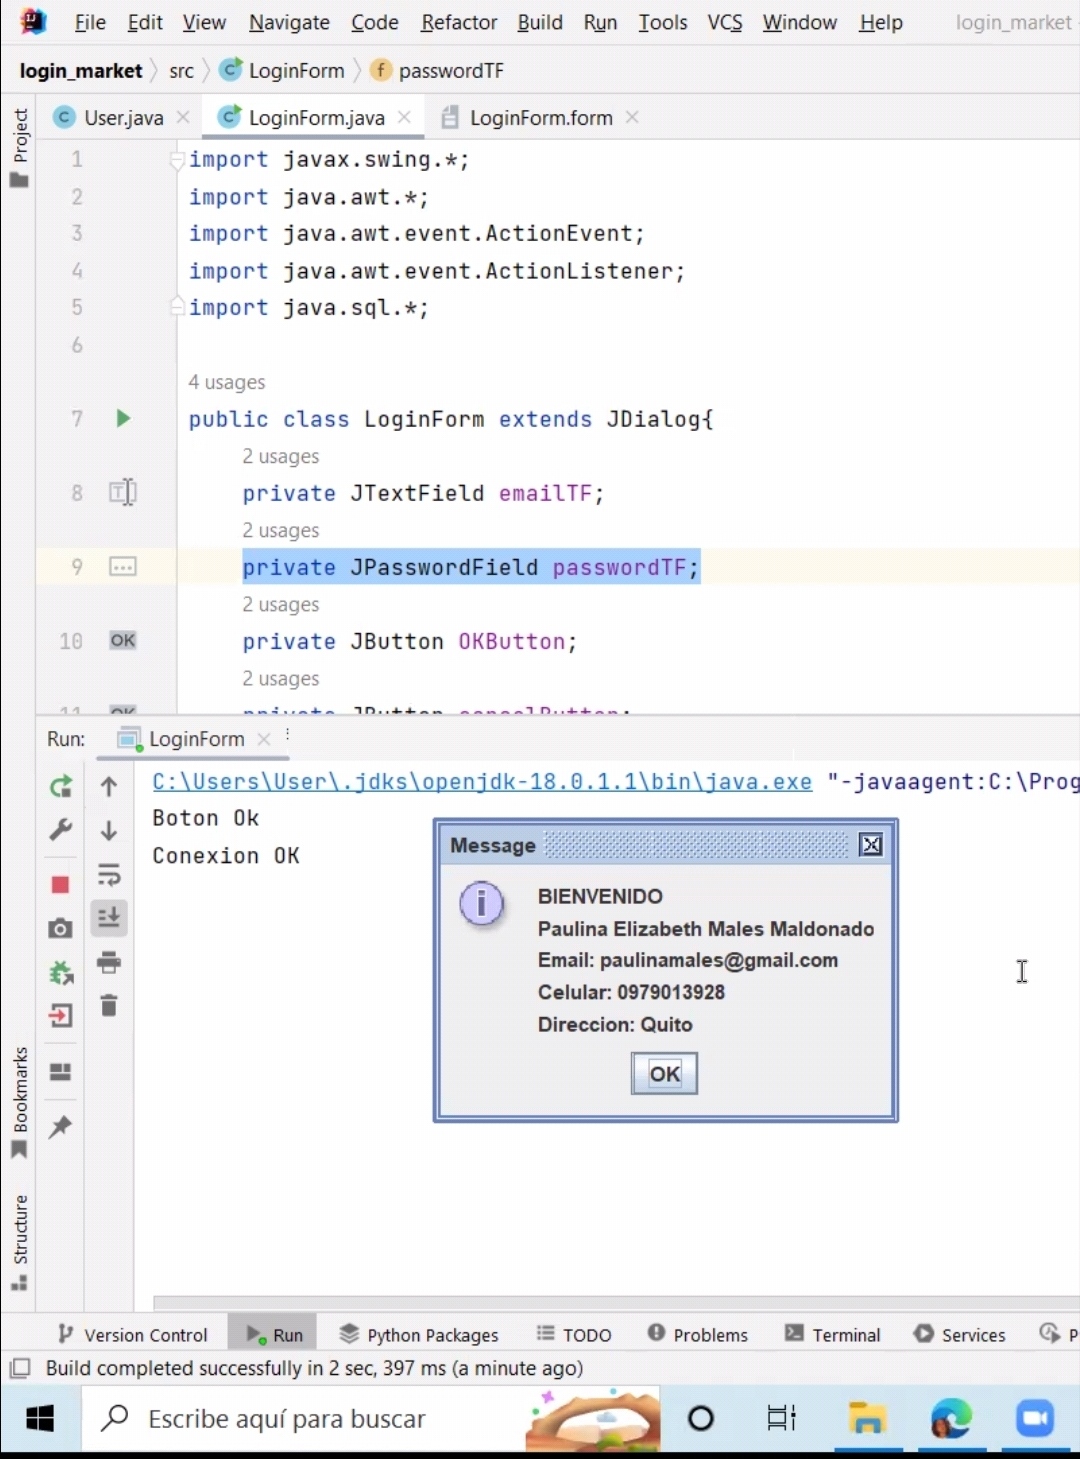 File Edit View Navigate Code Refactor Build Run Tools VCS Window Help login_market
login_market src LoginForm passwordTF
Project
User.java LoginForm.java LoginForm.form
1 import javax.swing.*;
2 import java.awt.*;
3 import java.awt.event.ActionEvent;
4 import java.awt.event.ActionListener;
5 import java.sql.*;
6
4 usages
7 public class LoginForm extends JDialog{
2 usages
8 private JTextField emailTF;
2 usages
9 private JPasswordField passwordTF;
2 usages
10 OK private JButton OKButton;
2 usages
11 OK private JButton cancelButton;
Run: LoginForm
C:\Users\User\.jdks\openjdk-18.0.1.1\bin\java.exe "-javaagent:C:\Prog
Boton Ok
Conexion OK
Message
BIENVENIDO
Paulina Elizabeth Males Maldonado
Email: paulinamales@gmail.com
Celular: 0979013928
Direccion: Quito
OK
Bookmarks
Structure
Version Control Run Python Packages TODO Problems Terminal Services P
Build completed successfully in 2 sec, 397 ms (a minute ago)
Escribe aquí para buscar